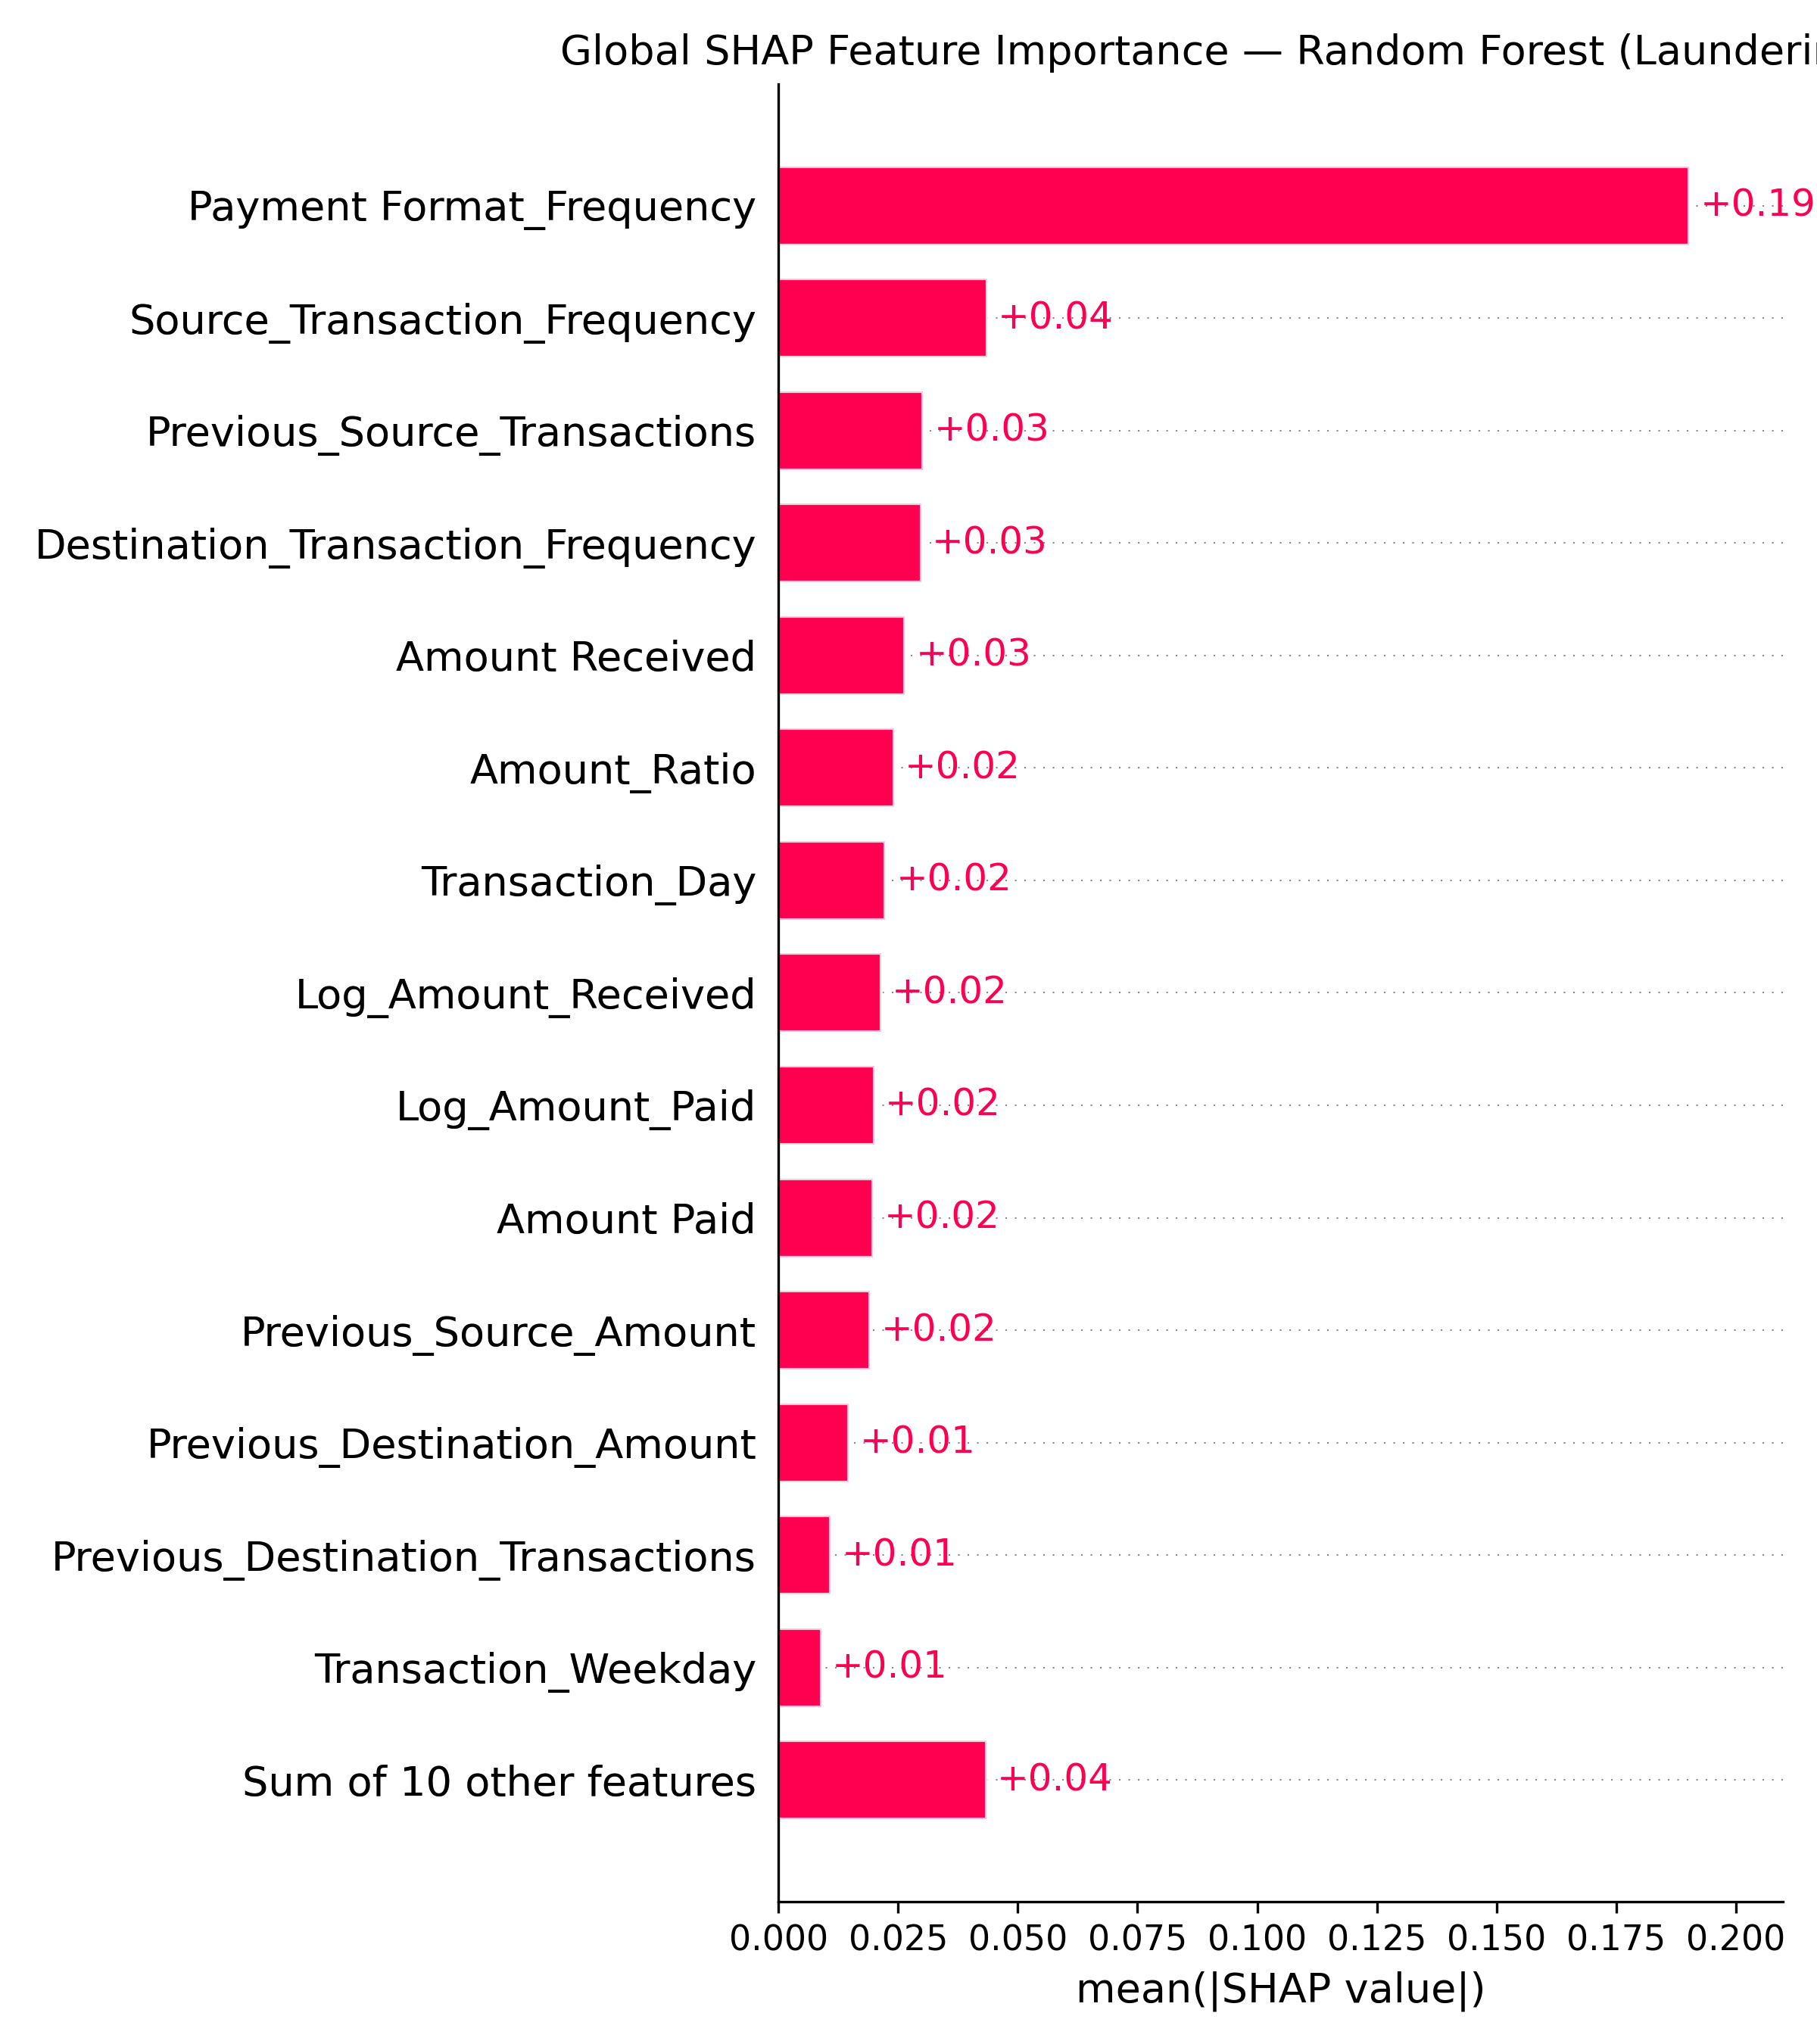 Global SHAP Feature Importance — Random Forest (Launderi
Payment Format_Frequency +0.19
Source_Transaction_Frequency +0.04
Previous_Source_Transactions +0.03
Destination_Transaction_Frequency +0.03
Amount Received +0.03
Amount_Ratio +0.02
Transaction_Day +0.02
Log_Amount_Received +0.02
Log_Amount_Paid +0.02
Amount Paid +0.02
Previous_Source_Amount +0.02
Previous_Destination_Amount +0.01
Previous_Destination_Transactions +0.01
Transaction_Weekday +0.01
Sum of 10 other features +0.04
0.000 0.025 0.050 0.075 0.100 0.125 0.150 0.175 0.200
mean(|SHAP value|)